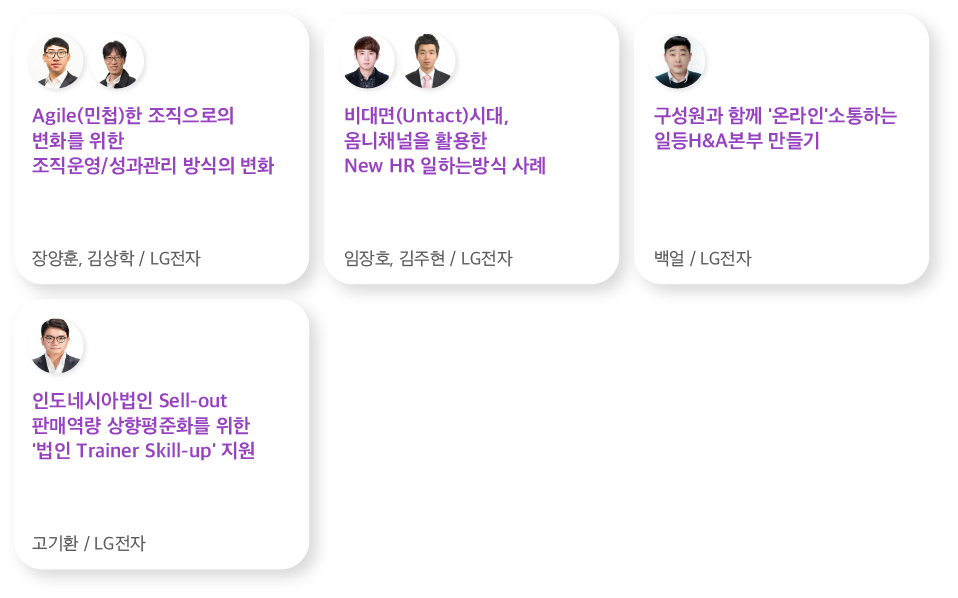 Agile(민첩)한 조직으로의
변화를 위한
조직운영/성과관리 방식의 변화
장양훈, 김상학 / LG전자
비대면(Untact)시대,
옴니채널을 활용한
New HR 일하는방식 사례
임장호, 김주현 / LG전자
구성원과 함께 '온라인'소통하는
일등H&A본부 만들기
백얼 / LG전자
인도네시아법인 Sell-out
판매역량 상향평준화를 위한
'법인 Trainer Skill-up' 지원
고기환 / LG전자